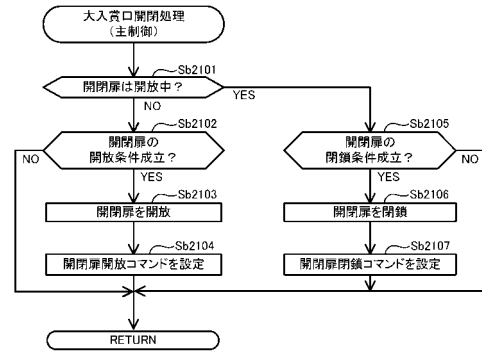 大入賞口開閉処理
(主制御)
Sb2101
開閉扉は開放中？
YES
NO
Sb2102
開閉扉の
開放条件成立？
NO
YES
Sb2105
開閉扉の
閉鎖条件成立？
NO
YES
Sb2103
開閉扉を開放
Sb2106
開閉扉を閉鎖
Sb2104
開閉扉開放コマンドを設定
Sb2107
開閉扉閉鎖コマンドを設定
RETURN